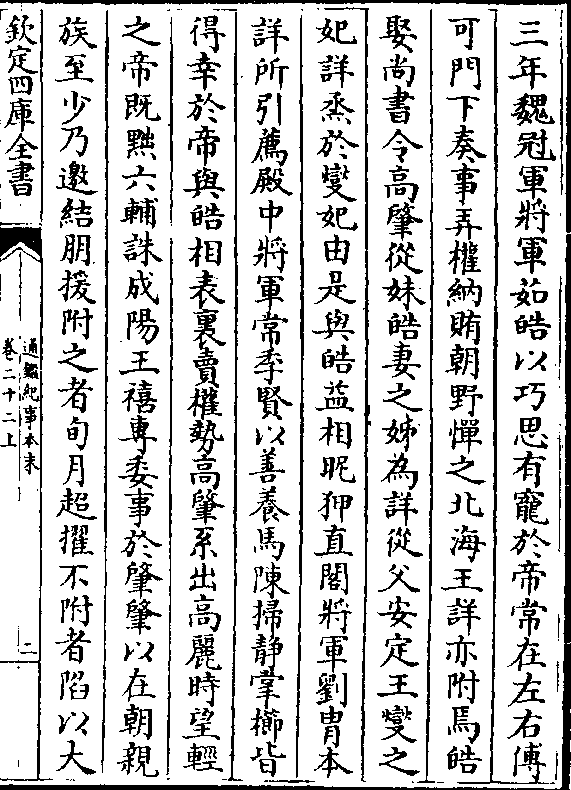 三年魏冠軍將軍茹皓以巧思有寵於帝常在左右傳
可門下奏事弄權納賄朝野憚之北海王詳亦附焉皓
娶尚書令高肇從妹皓妻之姊為詳從父安定王燮之
妃詳烝於燮妃由是與皓益相昵狎直閤將軍劉胄本
詳所引薦殿中將軍常季賢以善養馬陳掃静掌櫛皆
得幸於帝與皓相表裏賣權勢高肇系出高麗時望輕
之帝既黜六輔誅成陽王禧專委事於肇肇以在朝親
族至少乃邀結朋援附之者旬月超擢不附者陷以大
欽定四庫全書
通鑑紀事本末
卷二十二上
二